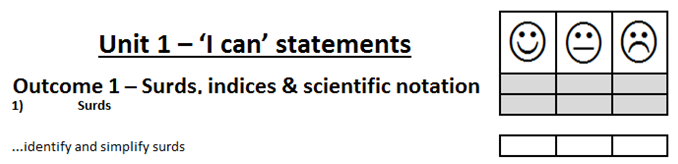 Unit 1 – ‘I can’ statements
Outcome 1 – Surds, indices & scientific notation
1) Surds
...identify and simplify surds